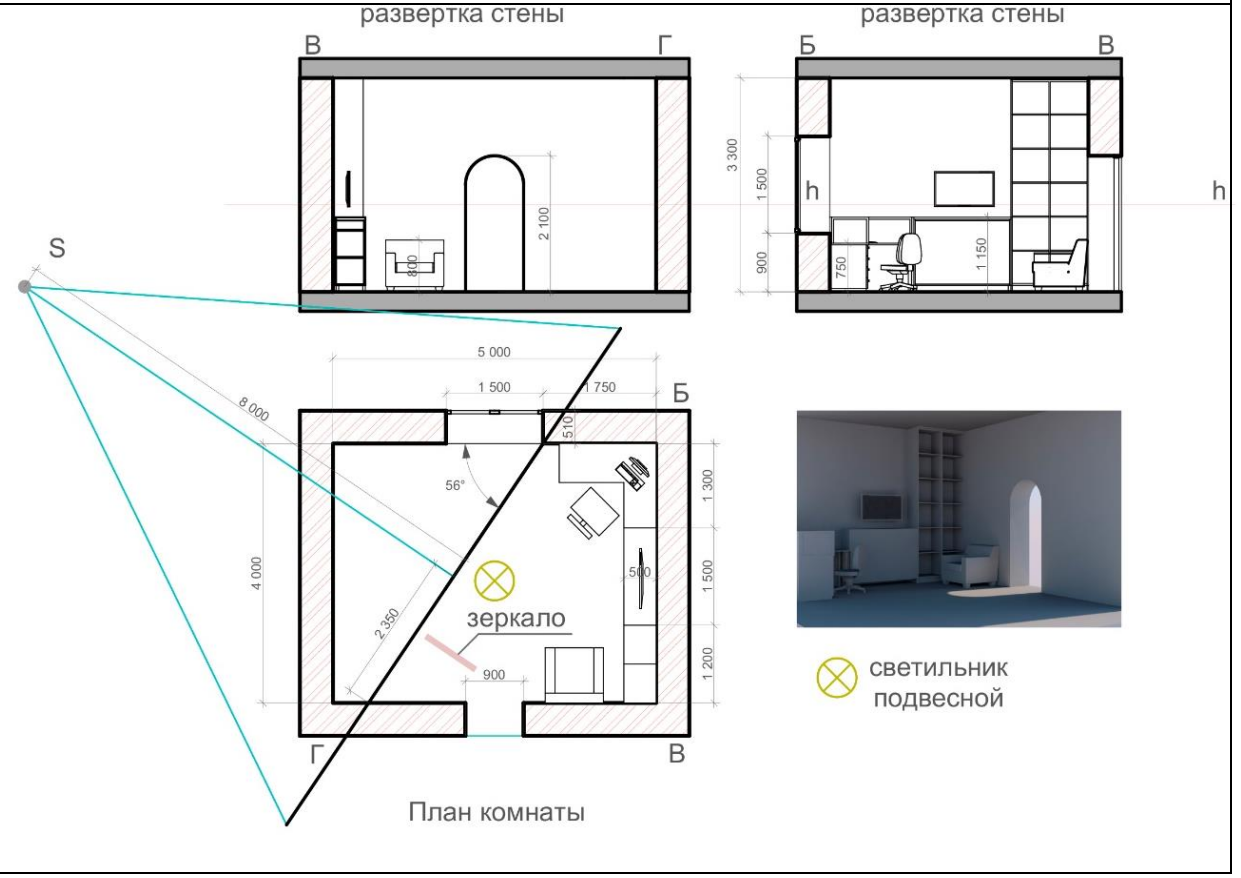 развертка стены
развертка стены
В
Г
Б
В
3 300
1 500
h
h
2 100
800
900
750
1 150
S
8 000
5 000
1 500
1 750
Б
510
56°
1 300
4 000
500
1 500
2 350
зеркало
900
1 200
светильник
подвесной
Г
В
План комнаты